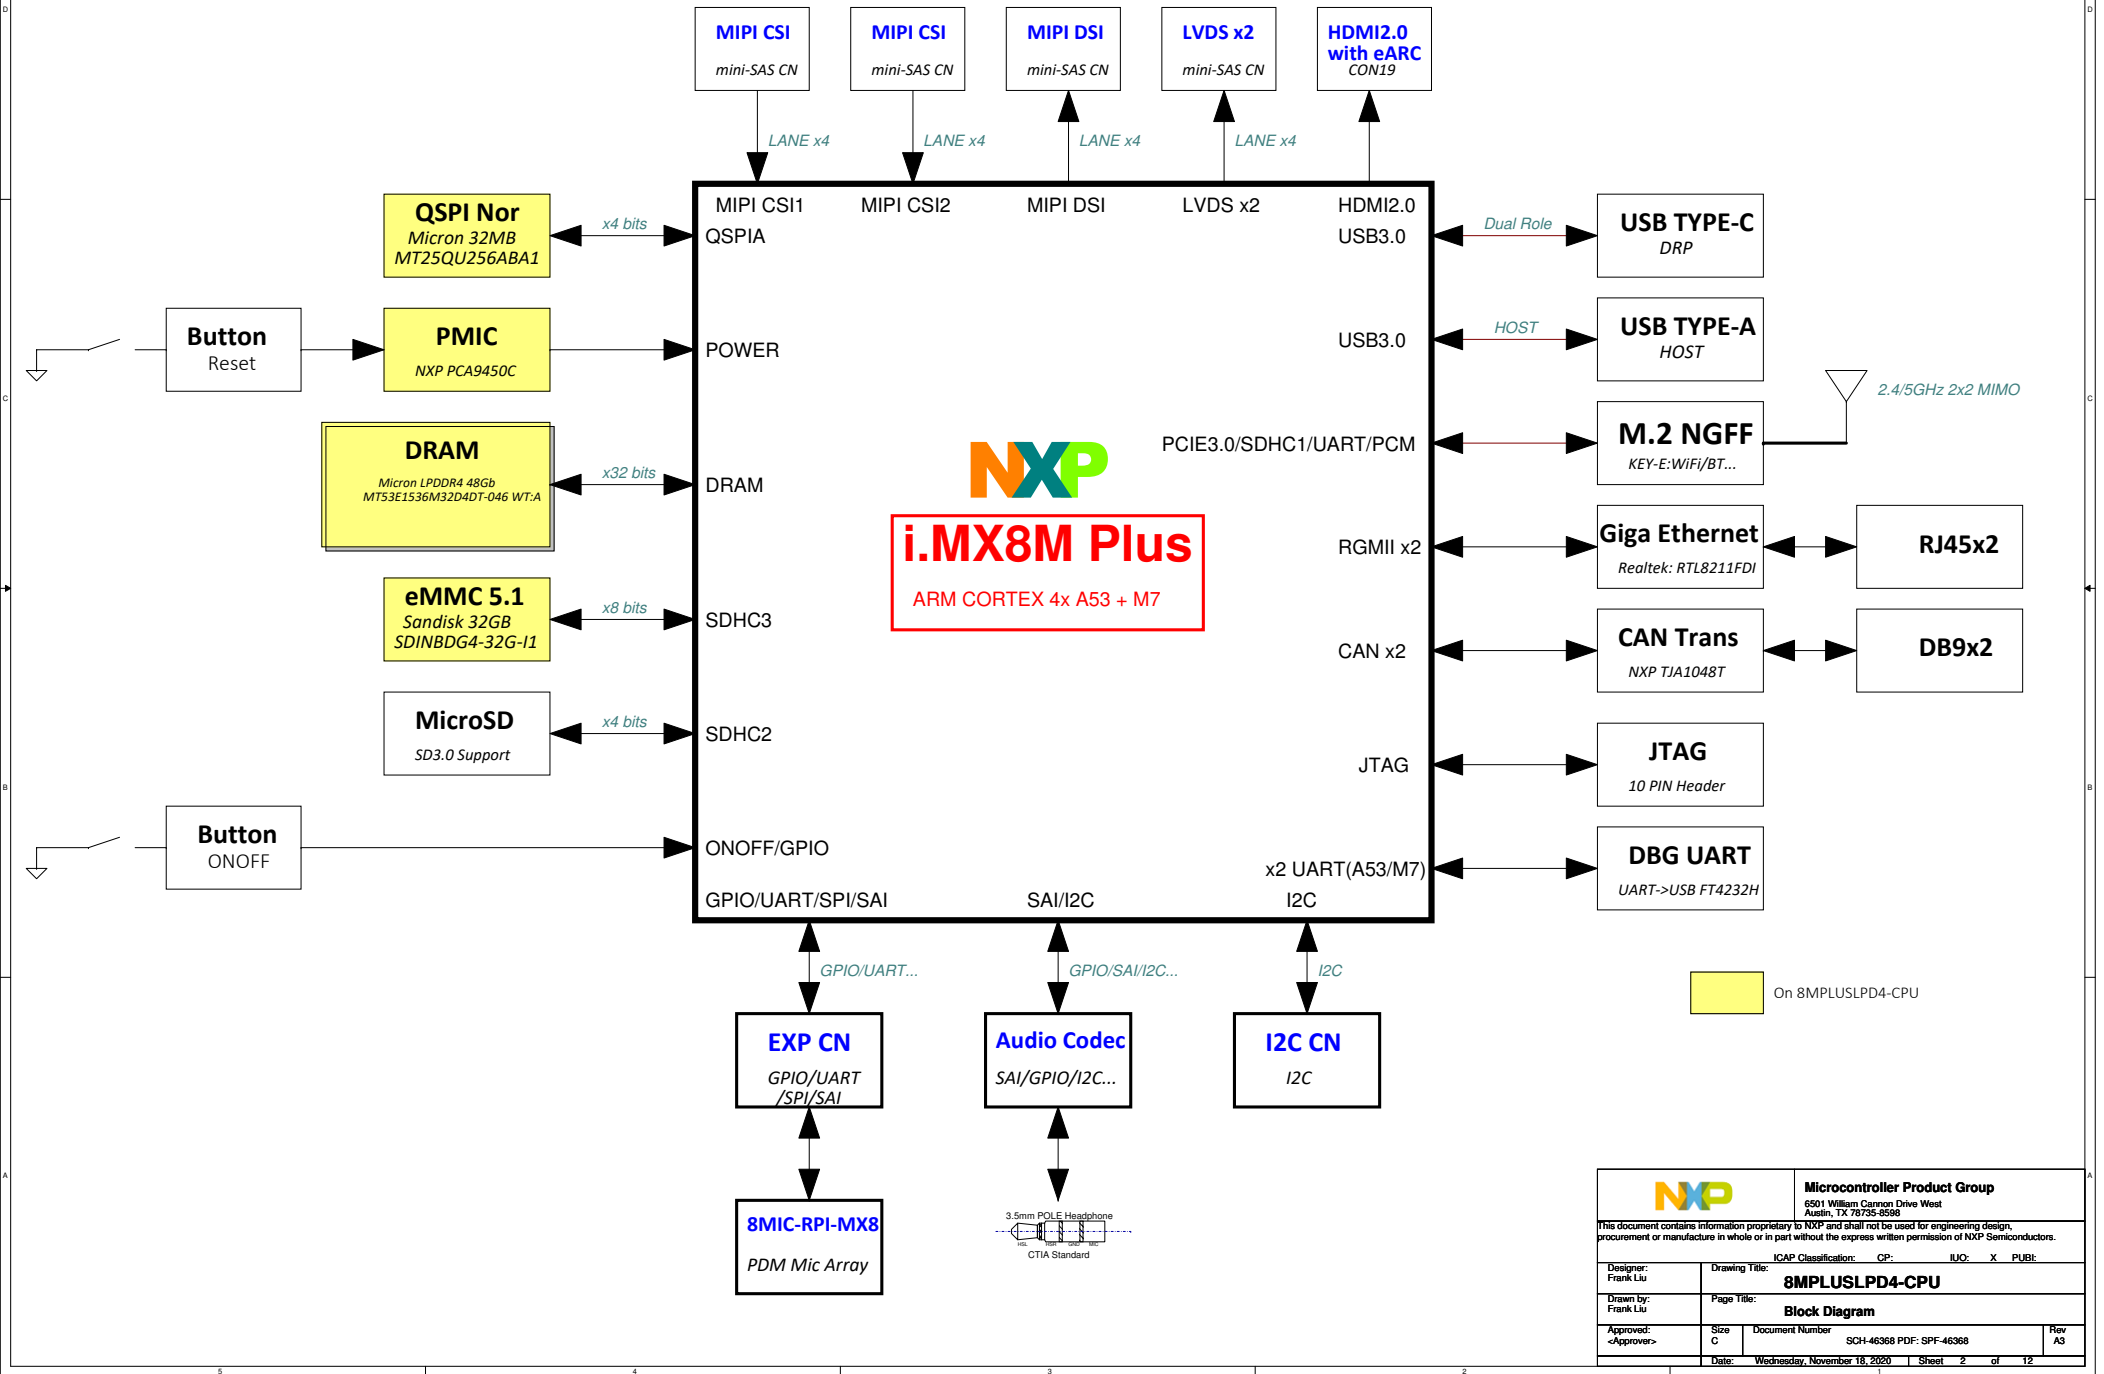 MIPI CSI
mini-SAS CN
MIPI CSI
mini-SAS CN
MIPI DSI
mini-SAS CN
LVDS x2
mini-SAS CN
HDMI2.0
with eARC
CON19
LANE x4
LANE x4
LANE x4
LANE x4
MIPI CSI1
MIPI CSI2
MIPI DSI
LVDS x2
HDMI2.0
QSPI Nor
Micron 32MB
MT25QU256ABA1
x4 bits
QSPIA
USB3.0
Dual Role
USB TYPE-C
DRP
Button
Reset
PMIC
NXP PCA9450C
POWER
USB3.0
HOST
USB TYPE-A
HOST
2.4/5GHz 2x2 MIMO
DRAM
Micron LPDDR4 48Gb
MT53E1536M32D4DT-046 WT:A
x32 bits
DRAM
PCIE3.0/SDHC1/UART/PCM
M.2 NGFF
KEY-E:WiFi/BT...
NXP
i.MX8M Plus
ARM CORTEX 4x A53 + M7
RGMII x2
Giga Ethernet
Realtek: RTL8211FDI
RJ45x2
eMMC 5.1
Sandisk 32GB
SDINBDG4-32G-I1
x8 bits
SDHC3
CAN x2
CAN Trans
NXP TJA1048T
DB9x2
MicroSD
SD3.0 Support
x4 bits
SDHC2
JTAG
JTAG
10 PIN Header
Button
ONOFF
ONOFF/GPIO
x2 UART(A53/M7)
DBG UART
UART->USB FT4232H
GPIO/UART/SPI/SAI
SAI/I2C
I2C
GPIO/UART...
GPIO/SAI/I2C...
I2C
On 8MPLUSLPD4-CPU
EXP CN
GPIO/UART
/SPI/SAI
Audio Codec
SAI/GPIO/I2C...
I2C CN
I2C
8MIC-RPI-MX8
PDM Mic Array
3.5mm POLE Headphone
HSL HSR GND MIC
CTIA Standard
NXP
Microcontroller Product Group
6501 William Cannon Drive West
Austin, TX 78735-8598
This document contains information proprietary to NXP and shall not be used for engineering design,
procurement or manufacture in whole or in part without the express written permission of NXP Semiconductors.
ICAP Classification: CP: IUO: X PUBI:
Designer:
Frank Liu
Drawing Title:
8MPLUSLPD4-CPU
Drawn by:
Frank Liu
Page Title:
Block Diagram
Approved:
<Approver>
Size
C
Document Number
SCH-46368 PDF: SPF-46368
Rev
A3
Date: Wednesday, November 18, 2020 Sheet 2 of 12
D
D
C
C
B
B
A
A
5
4
3
2
1